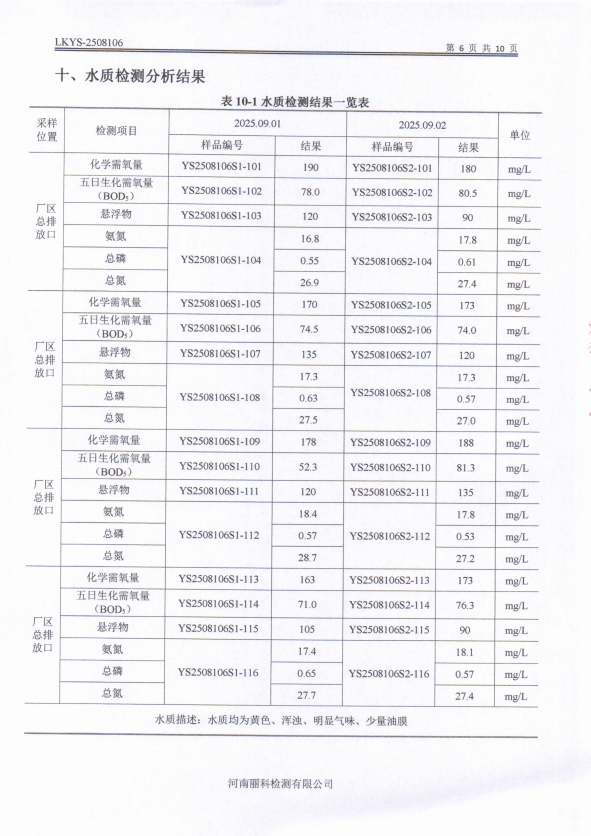 LKYS-2508106 第 6 页 共 10 页
十、水质检测分析结果
表 10-1 水质检测结果一览表
采样位置 检测项目 2025.09.01 2025.09.02 单位
样品编号 结果 样品编号 结果
厂区总排放口
化学需氧量 YS2508106S1-101 190 YS2508106S2-101 180 mg/L
五日生化需氧量（BOD₅） YS2508106S1-102 78.0 YS2508106S2-102 80.5 mg/L
悬浮物 YS2508106S1-103 120 YS2508106S2-103 90 mg/L
氨氮 YS2508106S1-104 16.8 YS2508106S2-104 17.8 mg/L
总磷 0.55 0.61 mg/L
总氮 26.9 27.4 mg/L
厂区总排放口
化学需氧量 YS2508106S1-105 170 YS2508106S2-105 173 mg/L
五日生化需氧量（BOD₅） YS2508106S1-106 74.5 YS2508106S2-106 74.0 mg/L
悬浮物 YS2508106S1-107 135 YS2508106S2-107 120 mg/L
氨氮 YS2508106S1-108 17.3 YS2508106S2-108 17.3 mg/L
总磷 0.63 0.57 mg/L
总氮 27.5 27.0 mg/L
厂区总排放口
化学需氧量 YS2508106S1-109 178 YS2508106S2-109 188 mg/L
五日生化需氧量（BOD₅） YS2508106S1-110 52.3 YS2508106S2-110 81.3 mg/L
悬浮物 YS2508106S1-111 120 YS2508106S2-111 135 mg/L
氨氮 YS2508106S1-112 18.4 YS2508106S2-112 17.8 mg/L
总磷 0.57 0.53 mg/L
总氮 28.7 27.2 mg/L
厂区总排放口
化学需氧量 YS2508106S1-113 163 YS2508106S2-113 173 mg/L
五日生化需氧量（BOD₅） YS2508106S1-114 71.0 YS2508106S2-114 76.3 mg/L
悬浮物 YS2508106S1-115 105 YS2508106S2-115 90 mg/L
氨氮 YS2508106S1-116 17.4 YS2508106S2-116 18.1 mg/L
总磷 0.65 0.57 mg/L
总氮 27.7 27.4 mg/L
水质描述：水质均为黄色、浑浊、明显气味、少量油膜
河南丽科检测有限公司